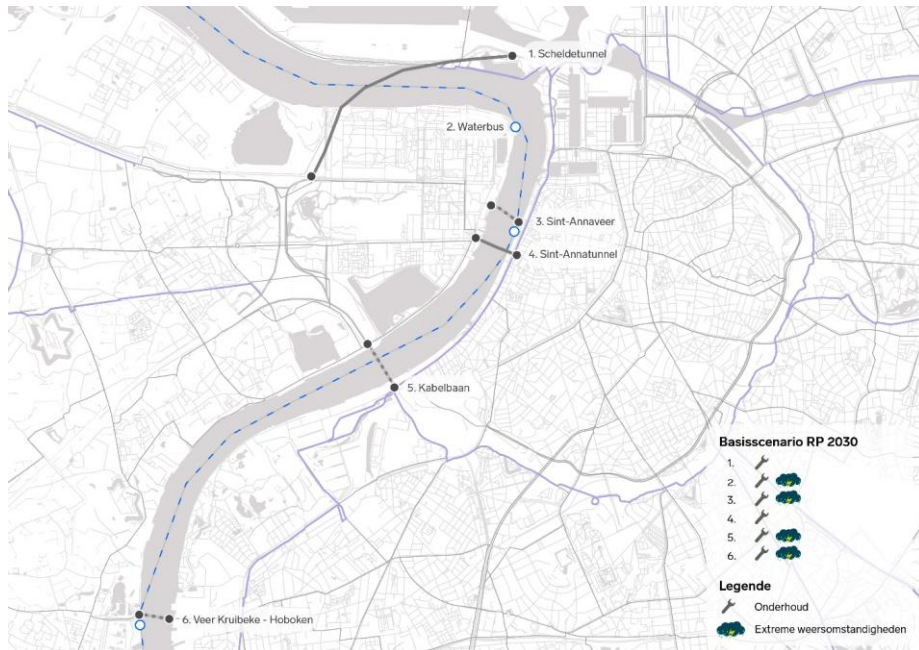 1. Scheldetunnel
2. Waterbus
3. Sint-Annaveer
4. Sint-Annatunnel
5. Kabelbaan
6. Veer Kruibeke - Hoboken
Basisscenario RP 2030
1.
2.
3.
4.
5.
6.
Legende
Onderhoud
Extreme weersomstandigheden